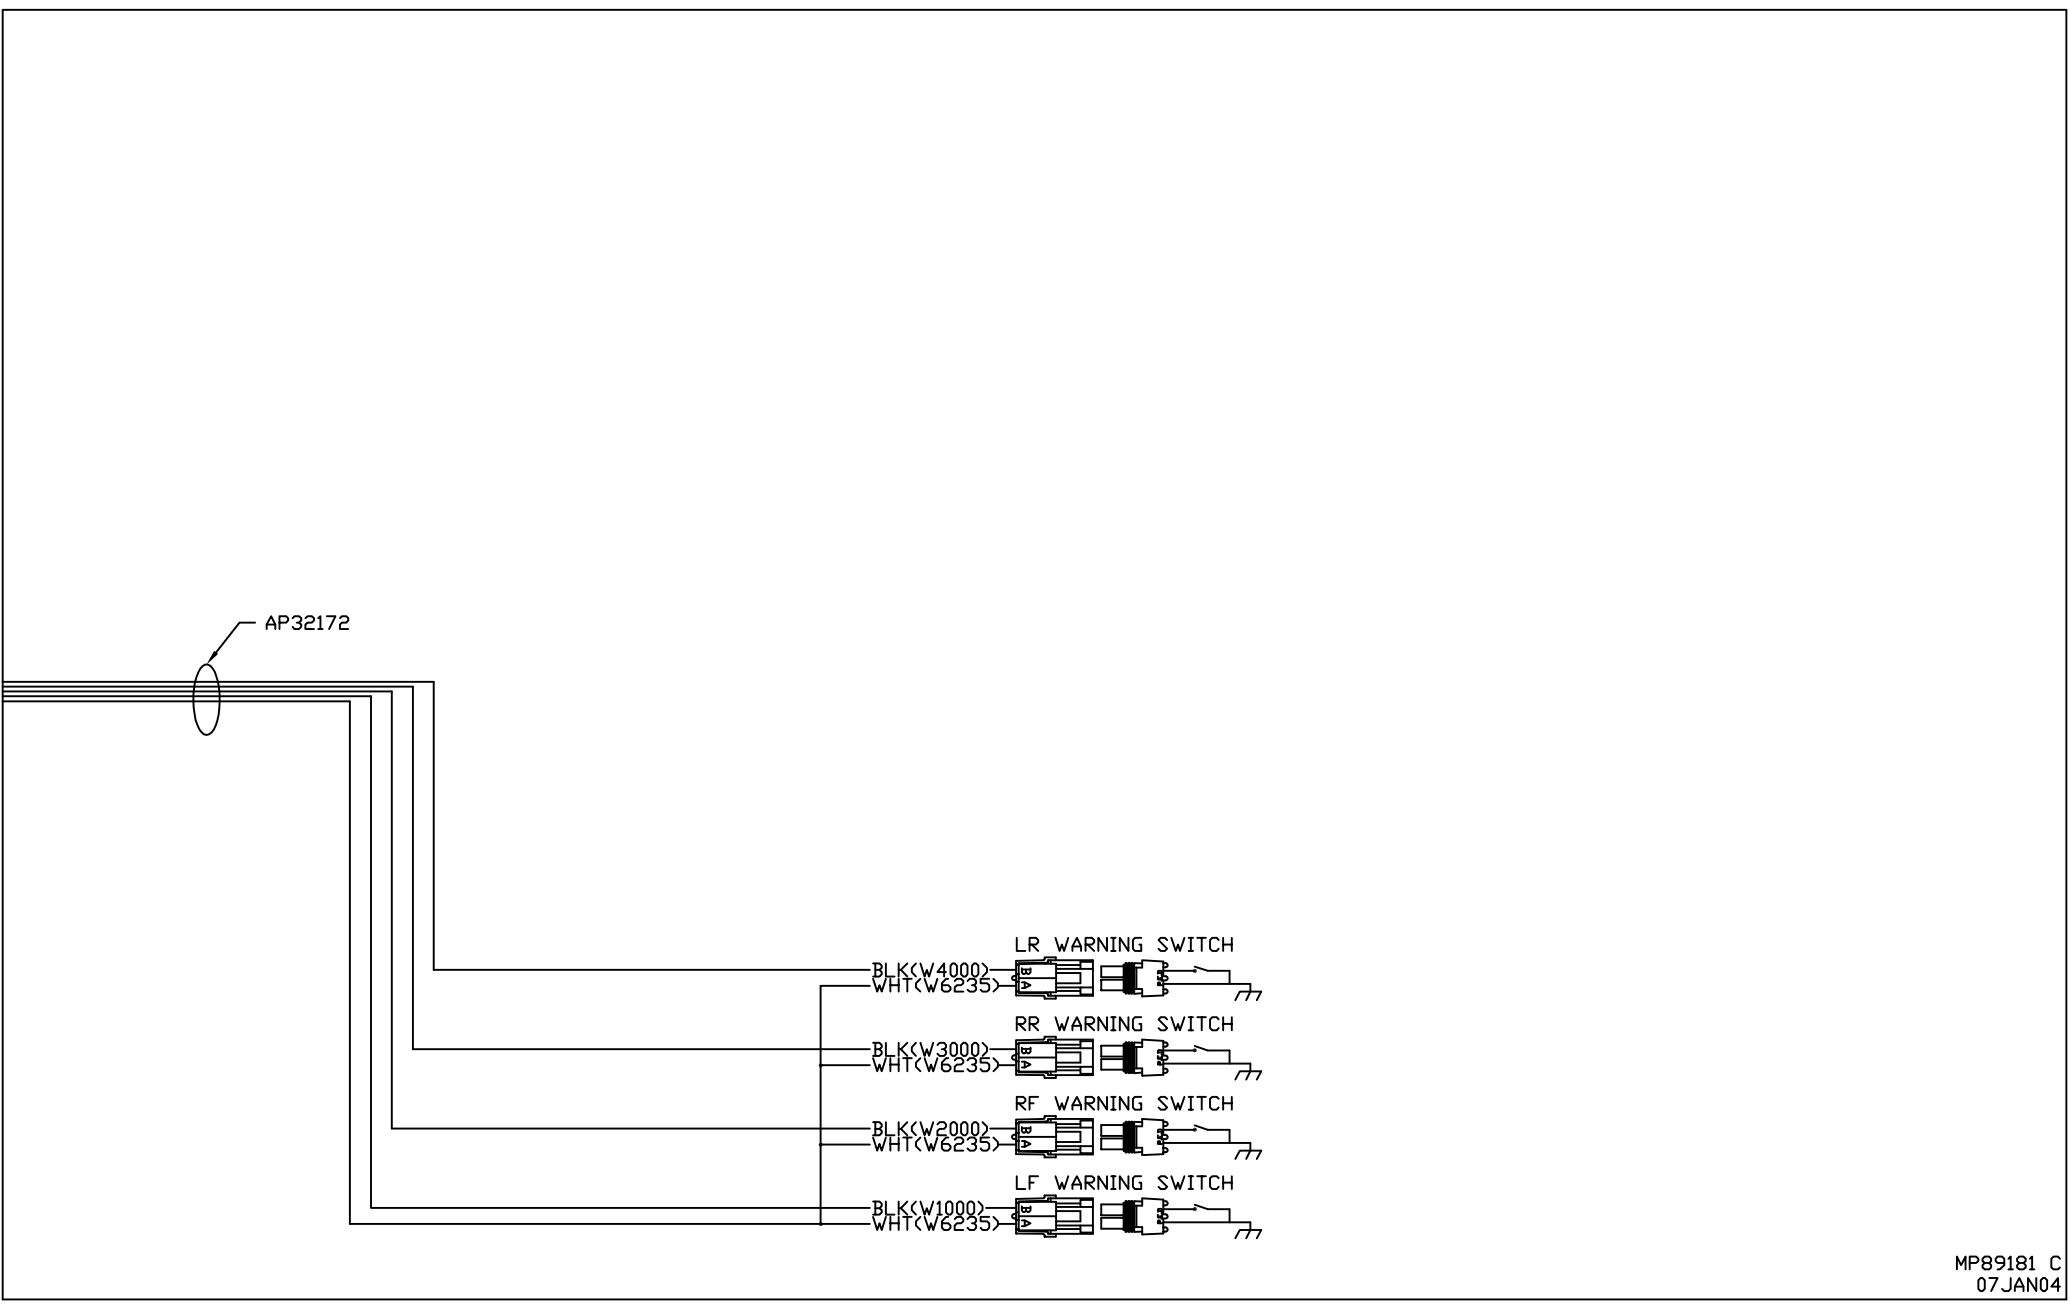 AP32172
LR WARNING SWITCH
BLK(W4000) B
WHT(W6235) A
RR WARNING SWITCH
BLK(W3000) B
WHT(W6235) A
RF WARNING SWITCH
BLK(W2000) B
WHT(W6235) A
LF WARNING SWITCH
BLK(W1000) B
WHT(W6235) A
MP89181 C
07JAN04